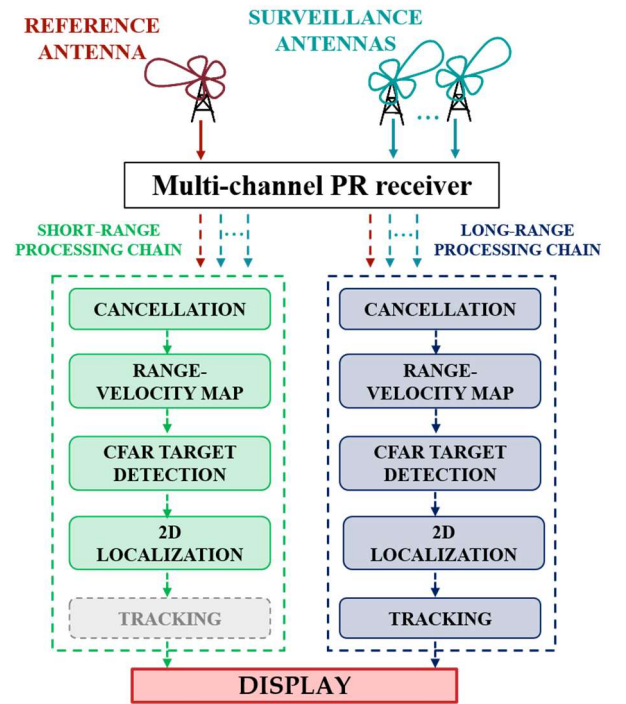 REFERENCE
ANTENNA
SURVEILLANCE
ANTENNAS
...
Multi-channel PR receiver
SHORT-RANGE
PROCESSING CHAIN
...
...
LONG-RANGE
PROCESSING CHAIN
CANCELLATION
RANGE-
VELOCITY MAP
CFAR TARGET
DETECTION
2D
LOCALIZATION
TRACKING
CANCELLATION
RANGE-
VELOCITY MAP
CFAR TARGET
DETECTION
2D
LOCALIZATION
TRACKING
DISPLAY